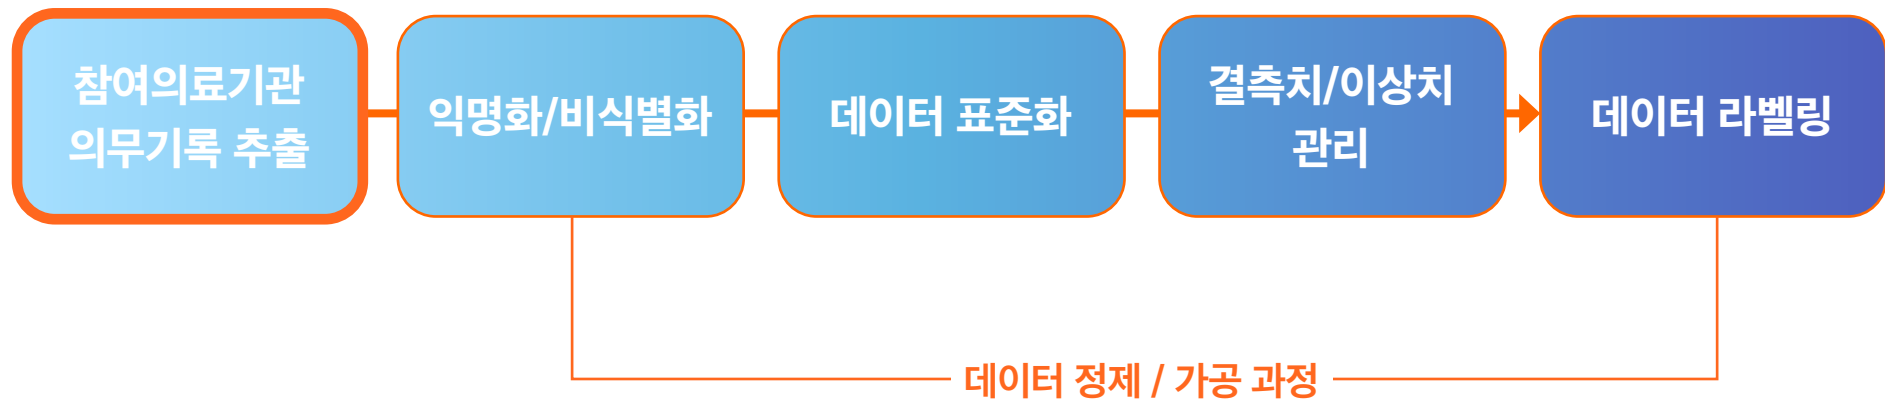 참여의료기관
의무기록 추출
익명화/비식별화
데이터 표준화
결측치/이상치
관리
데이터 라벨링
데이터 정제 / 가공 과정